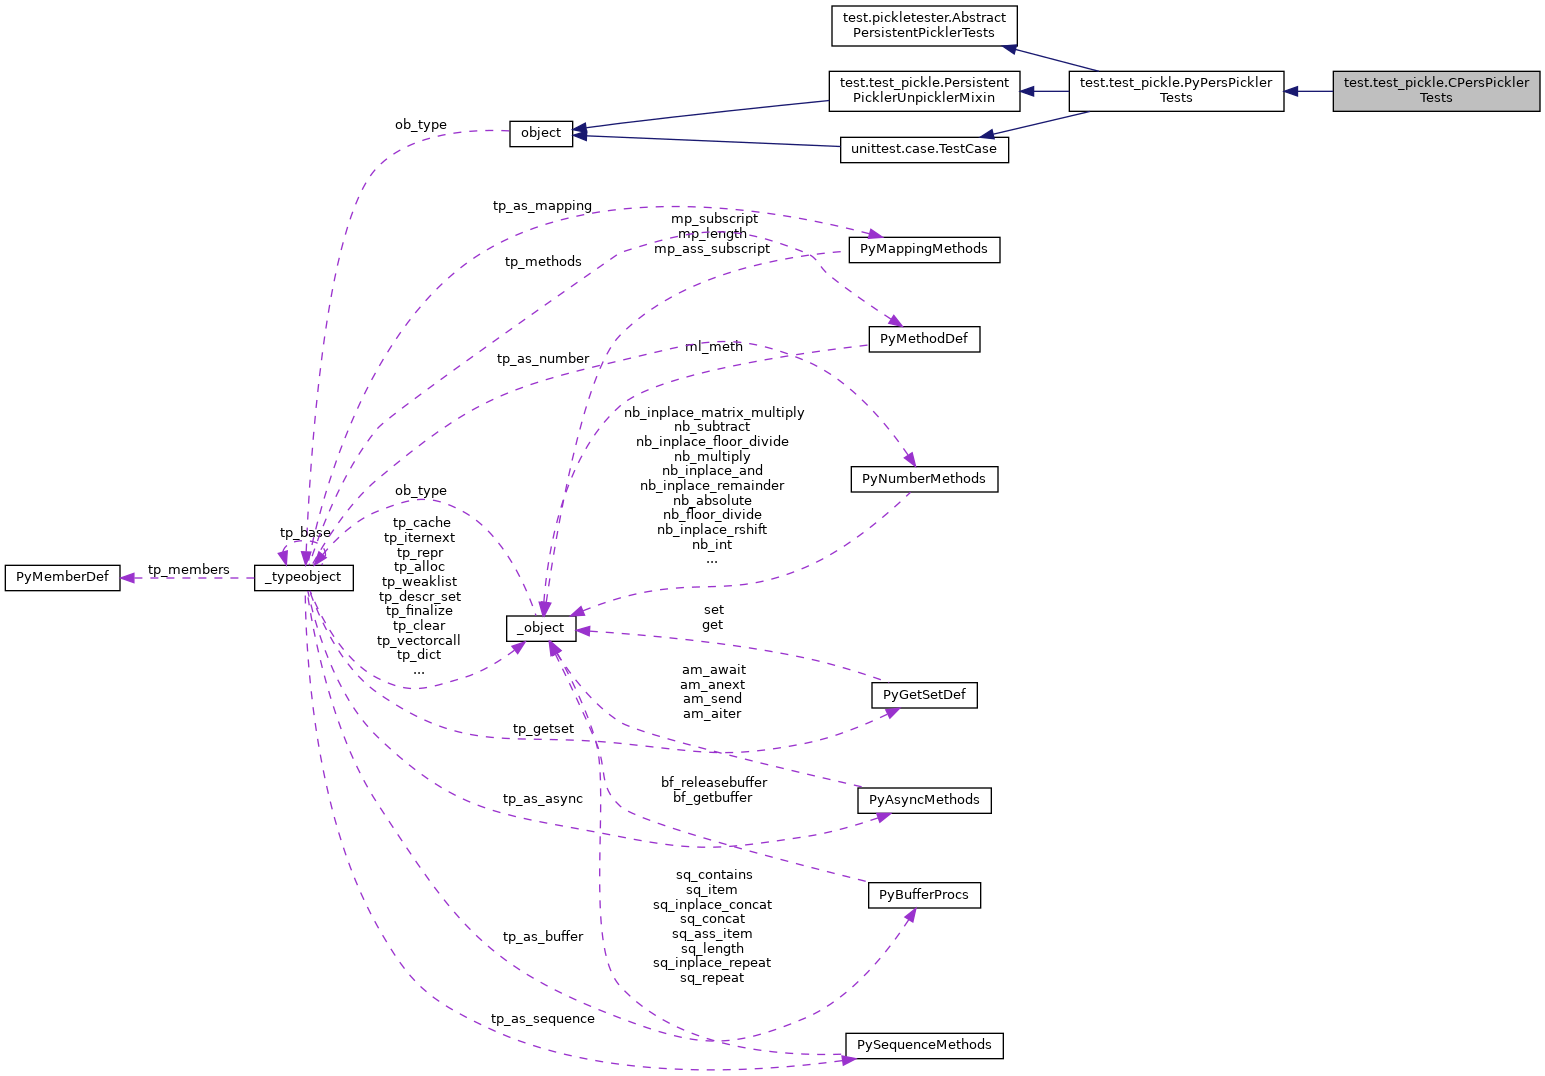 test.pickletester.Abstract
PersistentPicklerTests
test.test_pickle.Persistent
PicklerUnpicklerMixin
test.test_pickle.PyPersPickler
Tests
test.test_pickle.CPersPickler
Tests
ob_type
object
unittest.case.TestCase
tp_as_mapping
mp_subscript
mp_length
mp_ass_subscript
PyMappingMethods
tp_methods
PyMethodDef
tp_as_number
ml_meth
nb_inplace_matrix_multiply
nb_subtract
nb_inplace_floor_divide
nb_multiply
nb_inplace_and
nb_inplace_remainder
nb_absolute
nb_floor_divide
nb_inplace_rshift
nb_int
...
PyNumberMethods
ob_type
tp_cache
tp_iternext
tp_repr
tp_alloc
tp_weaklist
tp_descr_set
tp_finalize
tp_clear
tp_vectorcall
tp_dict
...
tp_base
PyMemberDef
tp_members
_typeobject
_object
set
get
PyGetSetDef
am_await
am_anext
am_send
am_aiter
tp_getset
PyAsyncMethods
tp_as_async
bf_releasebuffer
bf_getbuffer
PyBufferProcs
sq_contains
sq_item
sq_inplace_concat
sq_concat
sq_ass_item
sq_length
sq_inplace_repeat
sq_repeat
tp_as_buffer
tp_as_sequence
PySequenceMethods